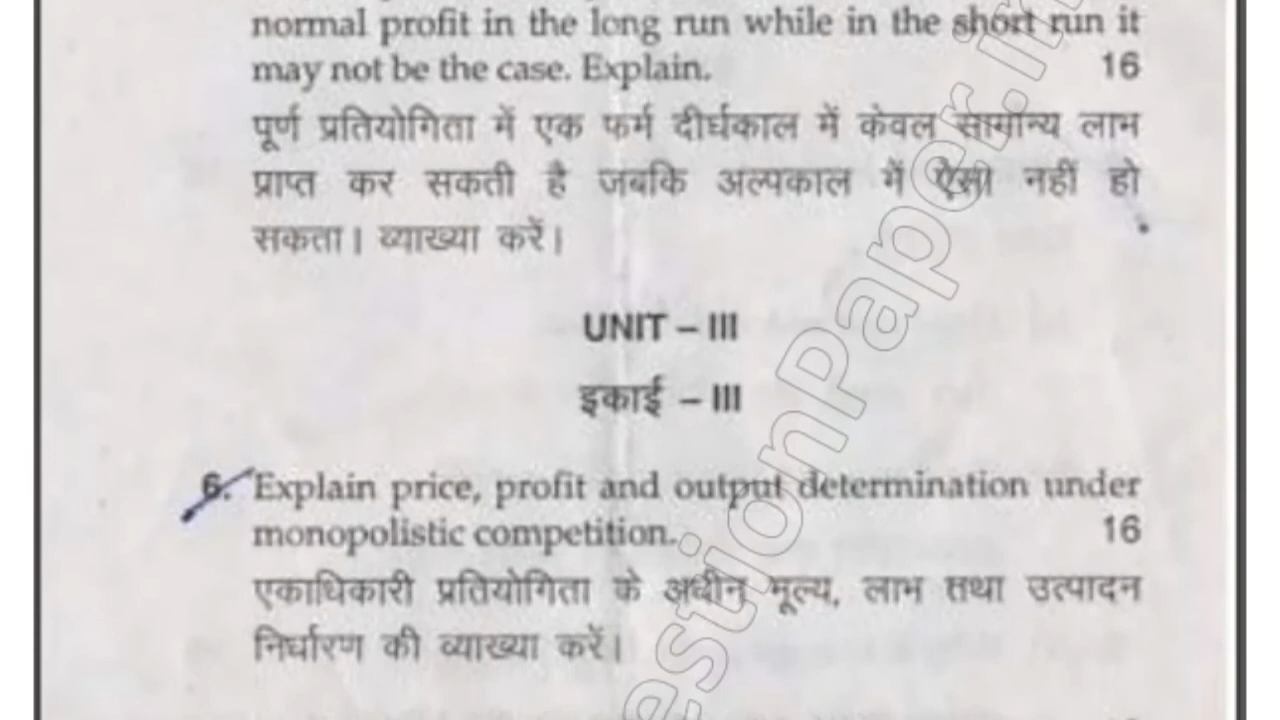 normal profit in the long run while in the short run it
may not be the case. Explain. 16
पूर्ण प्रतियोगिता में एक फर्म दीर्घकाल में केवल सामान्य लाभ
प्राप्त कर सकती है जबकि अल्पकाल में ऐसा नहीं हो
सकता। व्याख्या करें।
UNIT – III
इकाई – III
6. Explain price, profit and output determination under
monopolistic competition. 16
एकाधिकारी प्रतियोगिता के अधीन मूल्य, लाभ तथा उत्पादन
निर्धारण की व्याख्या करें।
estionPaper.in